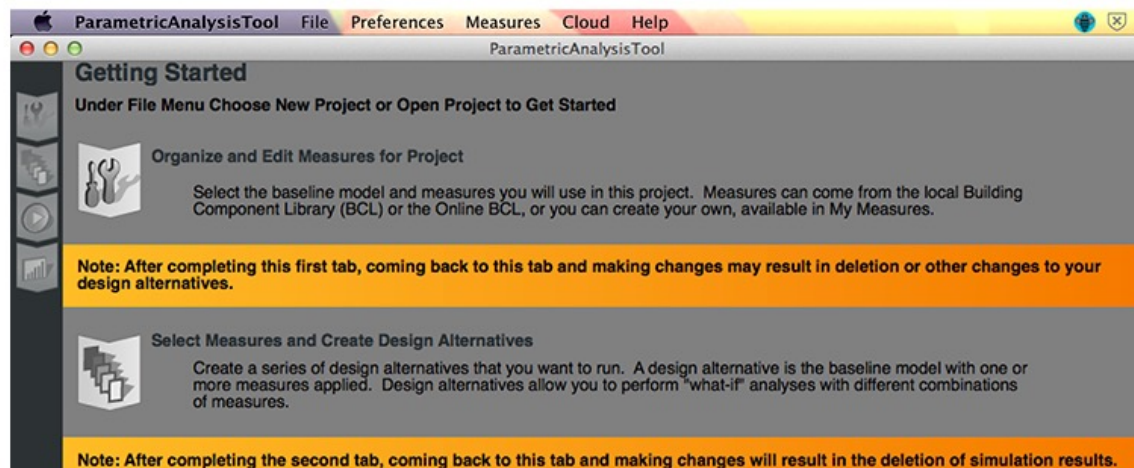 ParametricAnalysisTool File Preferences Measures Cloud Help
ParametricAnalysisTool
Getting Started
Under File Menu Choose New Project or Open Project to Get Started
Organize and Edit Measures for Project
Select the baseline model and measures you will use in this project. Measures can come from the local Building
Component Library (BCL) or the Online BCL, or you can create your own, available in My Measures.
Note: After completing this first tab, coming back to this tab and making changes may result in deletion or other changes to your
design alternatives.
Select Measures and Create Design Alternatives
Create a series of design alternatives that you want to run. A design alternative is the baseline model with one or
more measures applied. Design alternatives allow you to perform "what-if" analyses with different combinations
of measures.
Note: After completing the second tab, coming back to this tab and making changes will result in the deletion of simulation results.